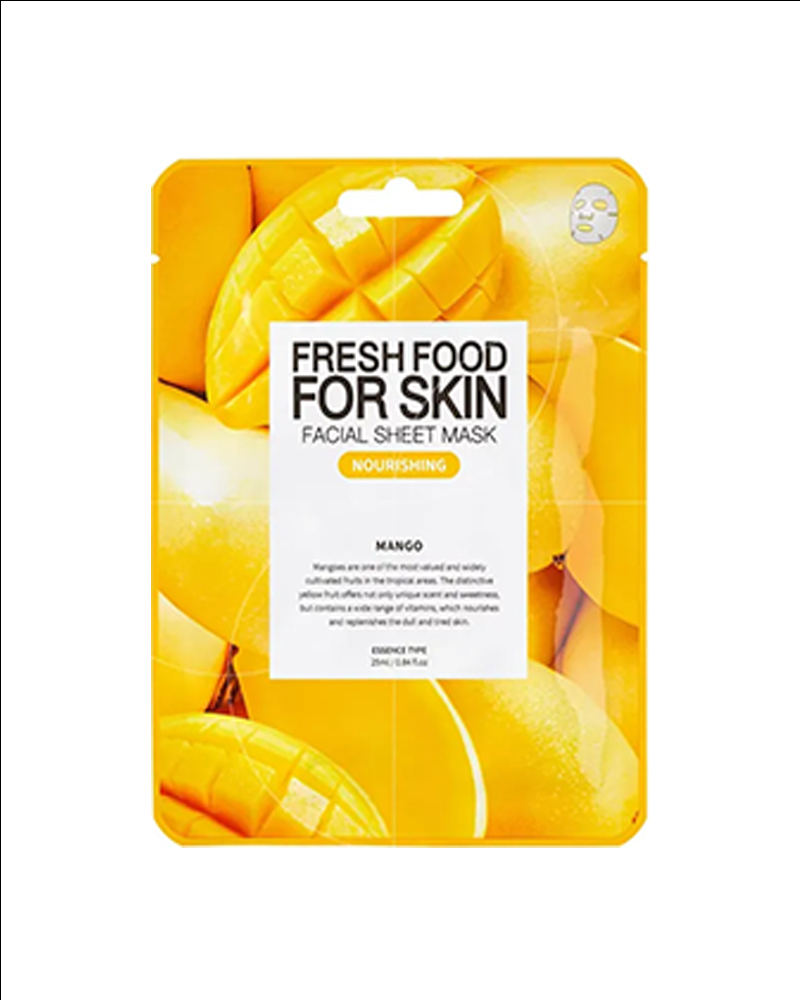 FRESH FOOD
FOR SKIN
FACIAL SHEET MASK
NOURISHING
MANGO
Mangoes are one of the most valued and widely
cultivated fruits in the tropical areas. The distinctive
yellow fruit offers not only unique scent and sweetness,
but contains a wide range of vitamins, which nourishes
and replenishes the dull and tired skin.
ESSENCE TYPE
25ml / 0.84 fl.oz